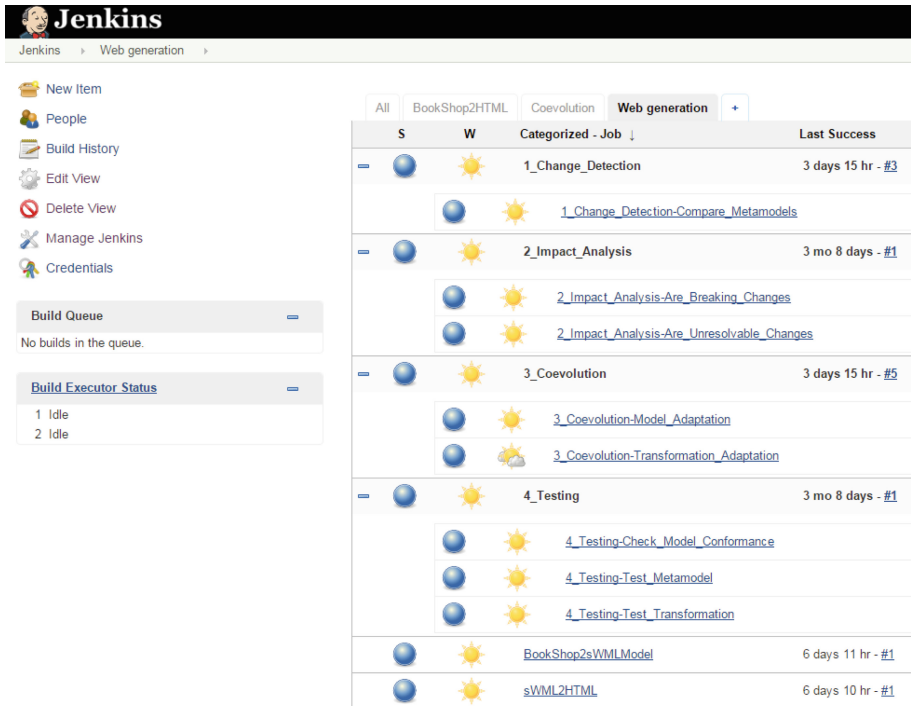 Jenkins
Jenkins Web generation
New Item
People
Build History
Edit View
Delete View
Manage Jenkins
Credentials
Build Queue
No builds in the queue.
Build Executor Status
1 Idle
2 Idle
All BookShop2HTML Coevolution Web generation +
S W Categorized - Job ↓ Last Success
1_Change_Detection 3 days 15 hr - #3
1_Change_Detection-Compare_Metamodels
2_Impact_Analysis 3 mo 8 days - #1
2_Impact_Analysis-Are_Breaking_Changes
2_Impact_Analysis-Are_Unresolvable_Changes
3_Coevolution 3 days 15 hr - #5
3_Coevolution-Model_Adaptation
3_Coevolution-Transformation_Adaptation
4_Testing 3 mo 8 days - #1
4_Testing-Check_Model_Conformance
4_Testing-Test_Metamodel
4_Testing-Test_Transformation
BookShop2sWMLModel 6 days 11 hr - #1
sWML2HTML 6 days 10 hr - #1